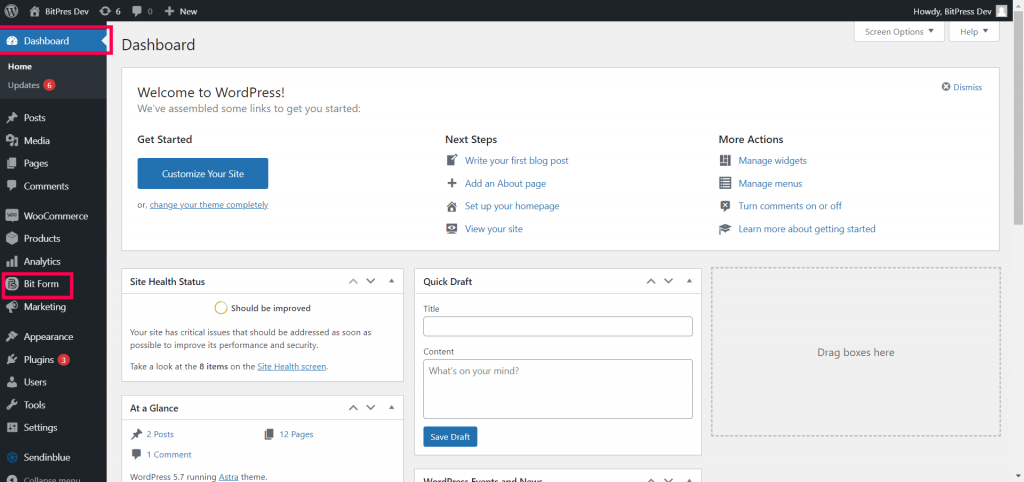 BitPres Dev
6
0
New
Howdy, BitPress Dev
Dashboard
Home
Updates 6
Posts
Media
Pages
Comments
WOO
WooCommerce
Products
Analytics
Bit Form
Marketing
Appearance
Plugins 3
Users
Tools
Settings
Sendinblue
Collapse menu
Screen Options
Help
Dashboard
Welcome to WordPress!
We've assembled some links to get you started:
Dismiss
Get Started
Customize Your Site
or, change your theme completely
Next Steps
Write your first blog post
Add an About page
Set up your homepage
View your site
More Actions
Manage widgets
Manage menus
Turn comments on or off
Learn more about getting started
Site Health Status
Should be improved
Your site has critical issues that should be addressed as soon as
possible to improve its performance and security.
Take a look at the 8 items on the Site Health screen.
At a Glance
2 Posts
12 Pages
1 Comment
WordPress 5.7 running Astra theme.
Quick Draft
Title
Content
What's on your mind?
Save Draft
WordPress Events and News
Drag boxes here